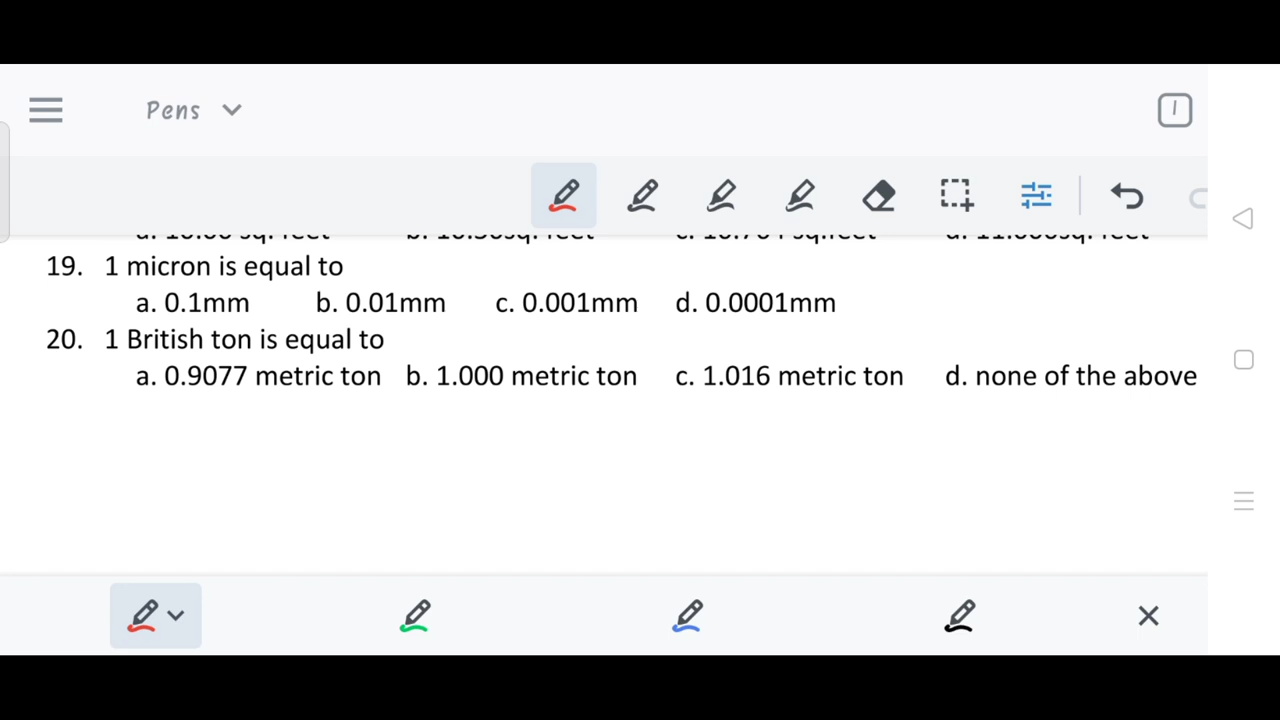 Pens
19. 1 micron is equal to
a. 0.1mm b. 0.01mm c. 0.001mm d. 0.0001mm
20. 1 British ton is equal to
a. 0.9077 metric ton b. 1.000 metric ton c. 1.016 metric ton d. none of the above